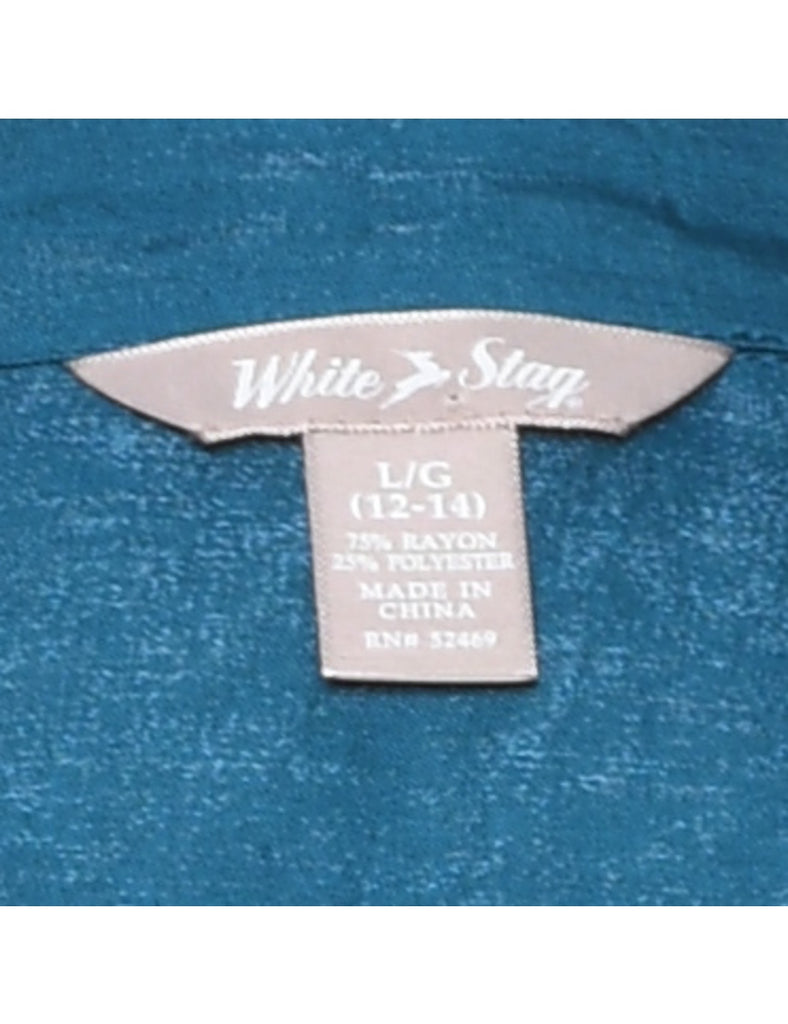 White Stag®
L/G
(12-14)
75% RAYON
25% POLYESTER
MADE IN
CHINA
RN# 52469